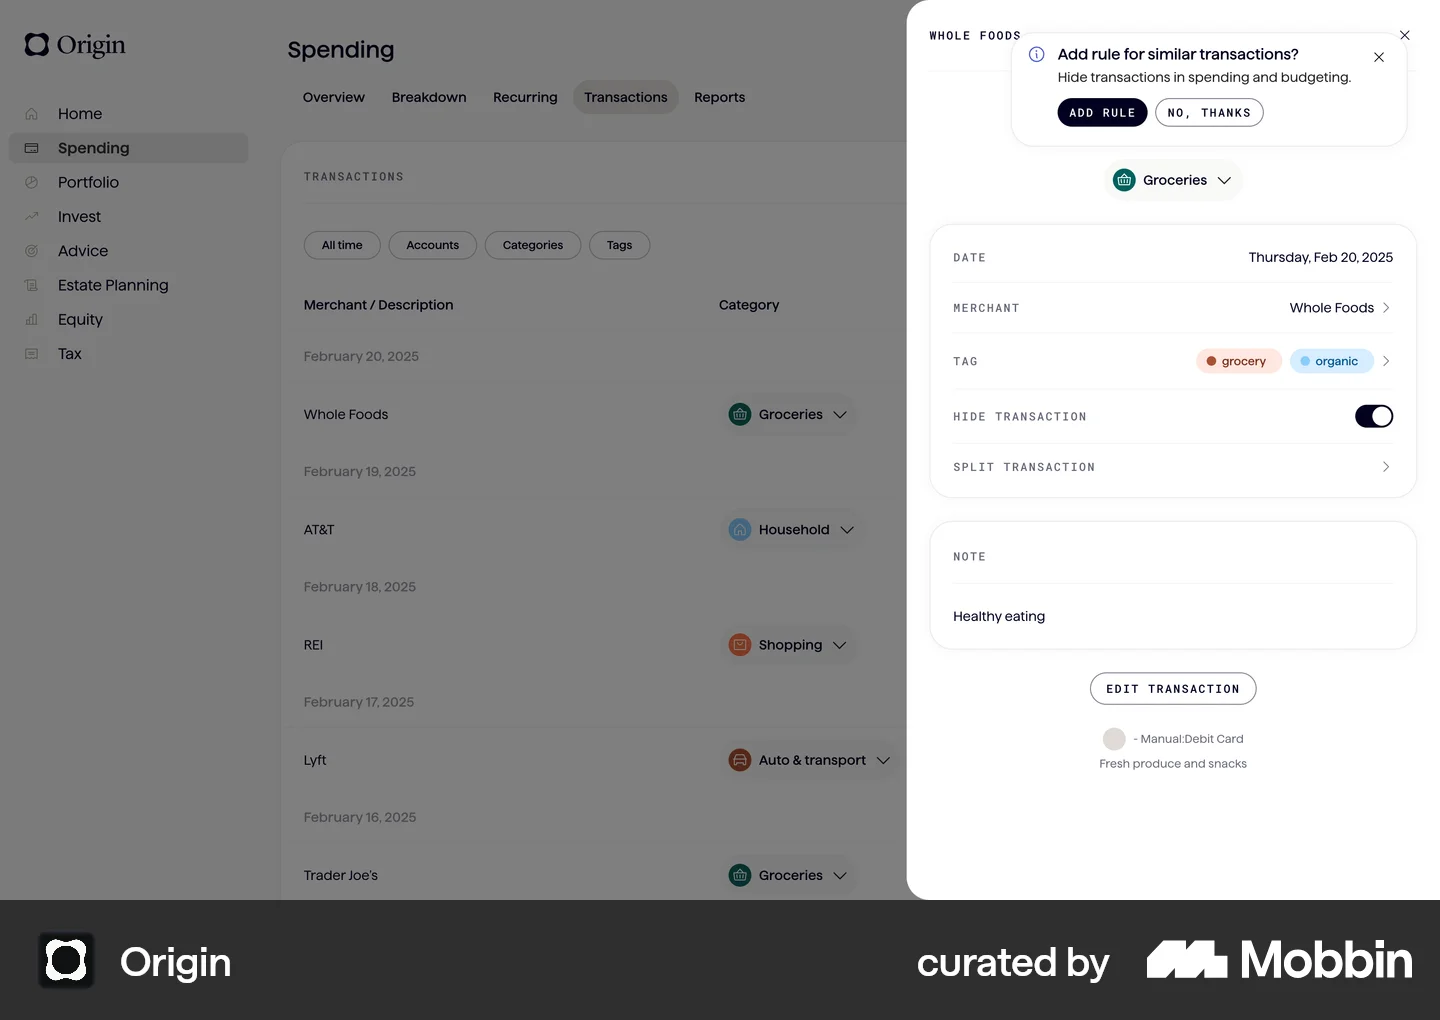 Origin
Home
Spending
Portfolio
Invest
Advice
Estate Planning
Equity
Tax
Spending
Overview Breakdown Recurring Transactions Reports
TRANSACTIONS
All time Accounts Categories Tags
Merchant / Description Category
February 20, 2025
Whole Foods Groceries
February 19, 2025
AT&T Household
February 18, 2025
REI Shopping
February 17, 2025
Lyft Auto & transport
February 16, 2025
Trader Joe's Groceries
WHOLE FOODS
Add rule for similar transactions?
Hide transactions in spending and budgeting.
ADD RULE NO, THANKS
Groceries
DATE Thursday, Feb 20, 2025
MERCHANT Whole Foods
TAG grocery organic
HIDE TRANSACTION
SPLIT TRANSACTION
NOTE
Healthy eating
EDIT TRANSACTION
- Manual:Debit Card
Fresh produce and snacks
Origin curated by Mobbin